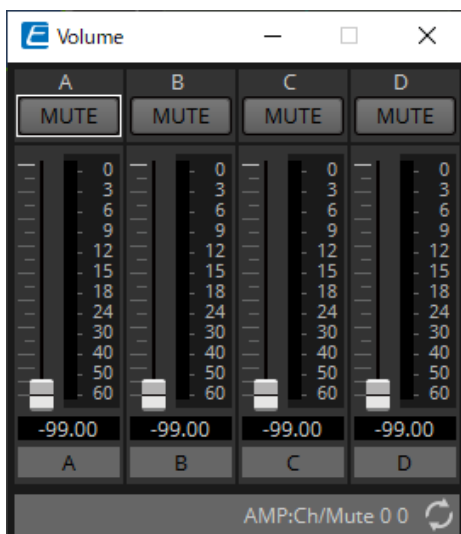 Volume
A B C D
MUTE MUTE MUTE MUTE
0 0 0 0
3 3 3 3
6 6 6 6
9 9 9 9
12 12 12 12
15 15 15 15
18 18 18 18
24 24 24 24
30 30 30 30
40 40 40 40
50 50 50 50
60 60 60 60
-99.00 -99.00 -99.00 -99.00
A B C D
AMP:Ch/Mute 0 0